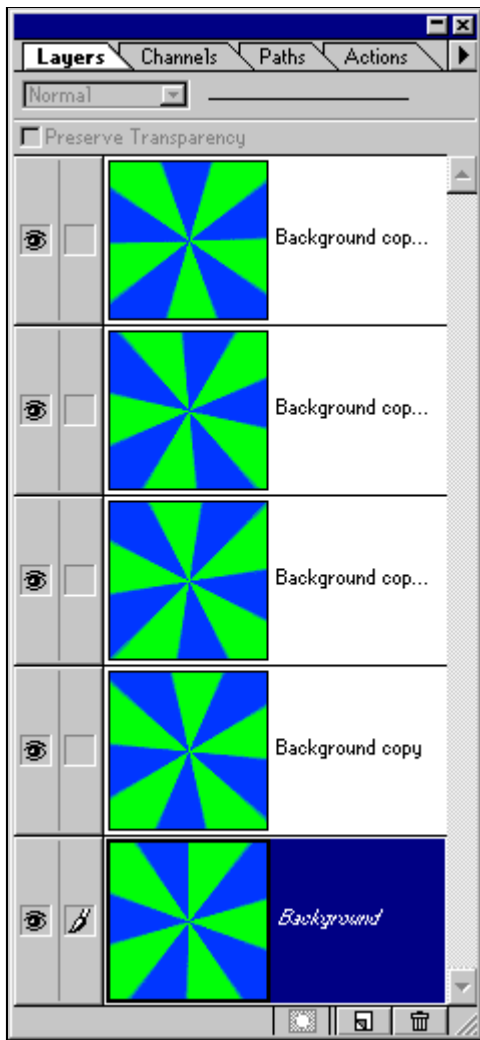 Layers Channels Paths Actions
Normal
Preserve Transparency
Background cop...
Background cop...
Background cop...
Background copy
Background